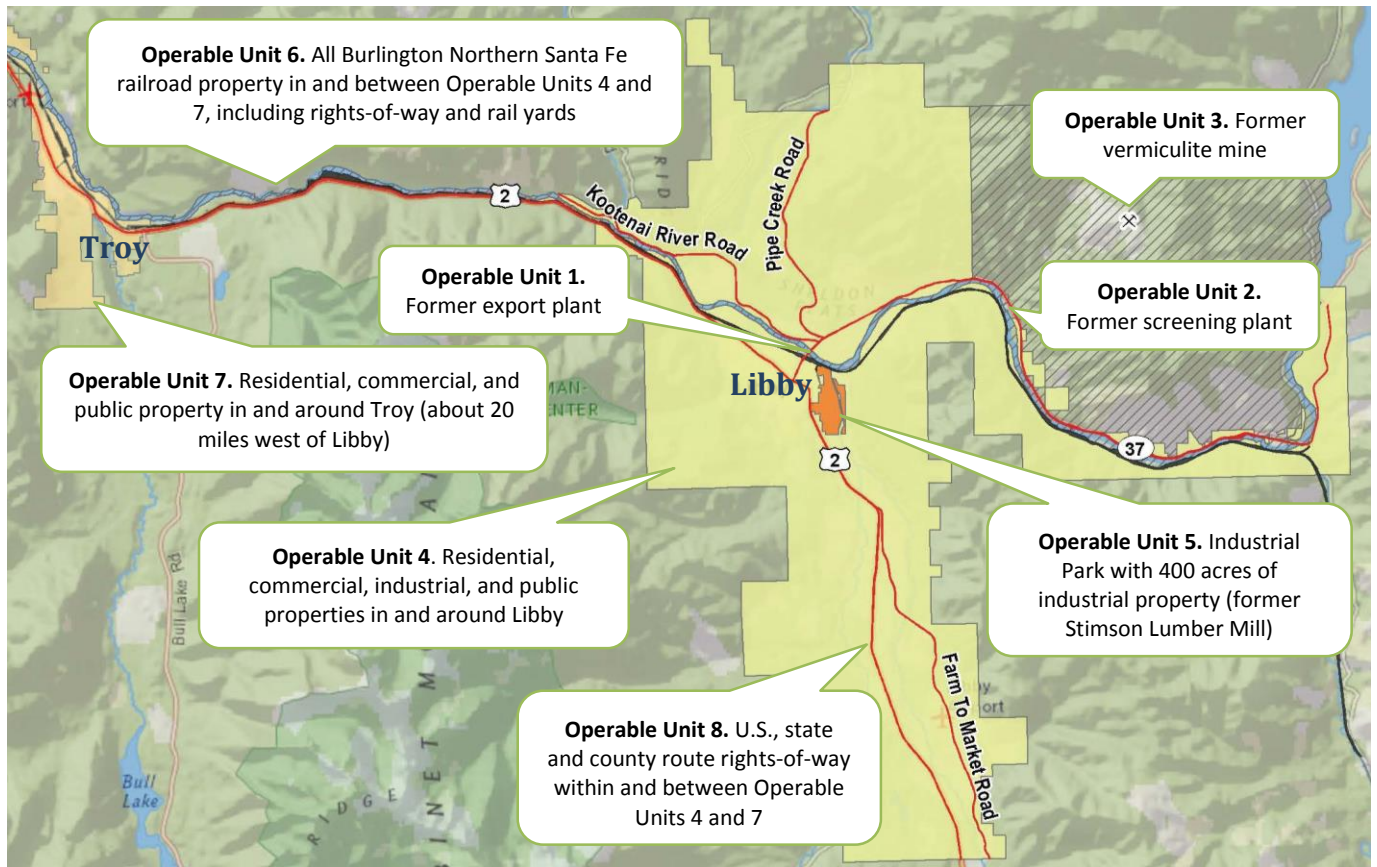 Operable Unit 6. All Burlington Northern Santa Fe
railroad property in and between Operable Units 4 and
7, including rights-of-way and rail yards
Operable Unit 3. Former
vermiculite mine
2
Kootenai River Road
Pipe Creek Road
Troy
Operable Unit 1.
Former export plant
Operable Unit 2.
Former screening plant
Operable Unit 7. Residential, commercial, and
public property in and around Troy (about 20
miles west of Libby)
Libby
2
37
Operable Unit 4. Residential,
commercial, industrial, and public
properties in and around Libby
Operable Unit 5. Industrial
Park with 400 acres of
industrial property (former
Stimson Lumber Mill)
Bull Lake Rd
Operable Unit 8. U.S., state
and county route rights-of-way
within and between Operable
Units 4 and 7
Farm To Market Road
Bull
Lake
RIDGE